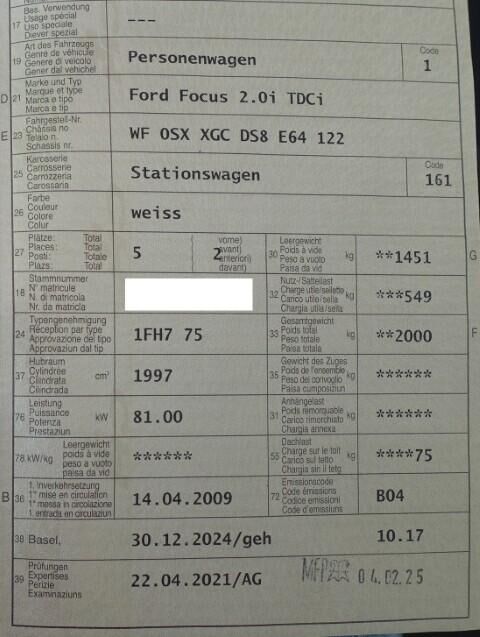 17 Bes. Verwendung
Usage spécial
Uso speciale
Diever spezial
---
19 Art des Fahrzeugs
Genre de véhicule
Genere di veicolo
Gener dal vehichel
Personenwagen
Code
1
D 21 Marke und Typ
Marque et type
Marca e tipo
Marca e tip
Ford Focus 2.0i TDCi
E 23 Fahrgestell-Nr.
Châssis no
Telaio n.
Schassis nr.
WF 0SX XGC DS8 E64 122
25 Karosserie
Carrosserie
Carrozzeria
Carossaria
Stationswagen
Code
161
26 Farbe
Couleur
Colore
Colur
weiss
27 Plätze: Total
Places: Total
Posti: Totale
Plazs: Total
5
( vorne)
avant)
anteriori)
davant)
2
30 Leergewicht
Poids à vide
Peso a vuoto
Paisa da vid
kg
**1451
G
18 Stammnummer
N° matricule
N. di matricola
Nr. da matricla
32 Nutz-/Sattellast
Charge utile/sellette
Carico utile/sella
Chargia utila/sella
kg
***549
24 Typengenehmigung
Réception par type
Approvazione del tipo
Approvaziun dal tip
1FH7 75
33 Gesamtgewicht
Poids total
Peso totale
Paisa totala
kg
**2000
F
37 Hubraum
Cylindrée
Cilindrata
Cilindrada
cm³
1997
35 Gewicht des Zuges
Poids de l'ensemble
Peso del convoglio
Paisa cumposiziun
kg
******
76 Leistung
Puissance
Potenza
Prestaziun
kW
81.00
31 Anhängelast
Poids remorquable
Carico rimorchiato
Chargia annexa
kg
******
78 kW/kg Leergewicht
poids à vide
peso a vuoto
paisa da vid
******
55 Dachlast
Charge sur le toit
Carico sul tetto
Chargia sin il tetg
kg
****75
B 36 1. Inverkehrsetzung
1re mise en circulation
1a messa in circolazione
1. entrada en circulaziun
14.04.2009
72 Emissionscode
Code émissions
Codice emissioni
Code d'emissiuns
B04
38 Basel,
30.12.2024/geh
10.17
39 Prüfungen
Expertises
Perizie
Examinaziuns
22.04.2021/AG
MFP 04.02.25